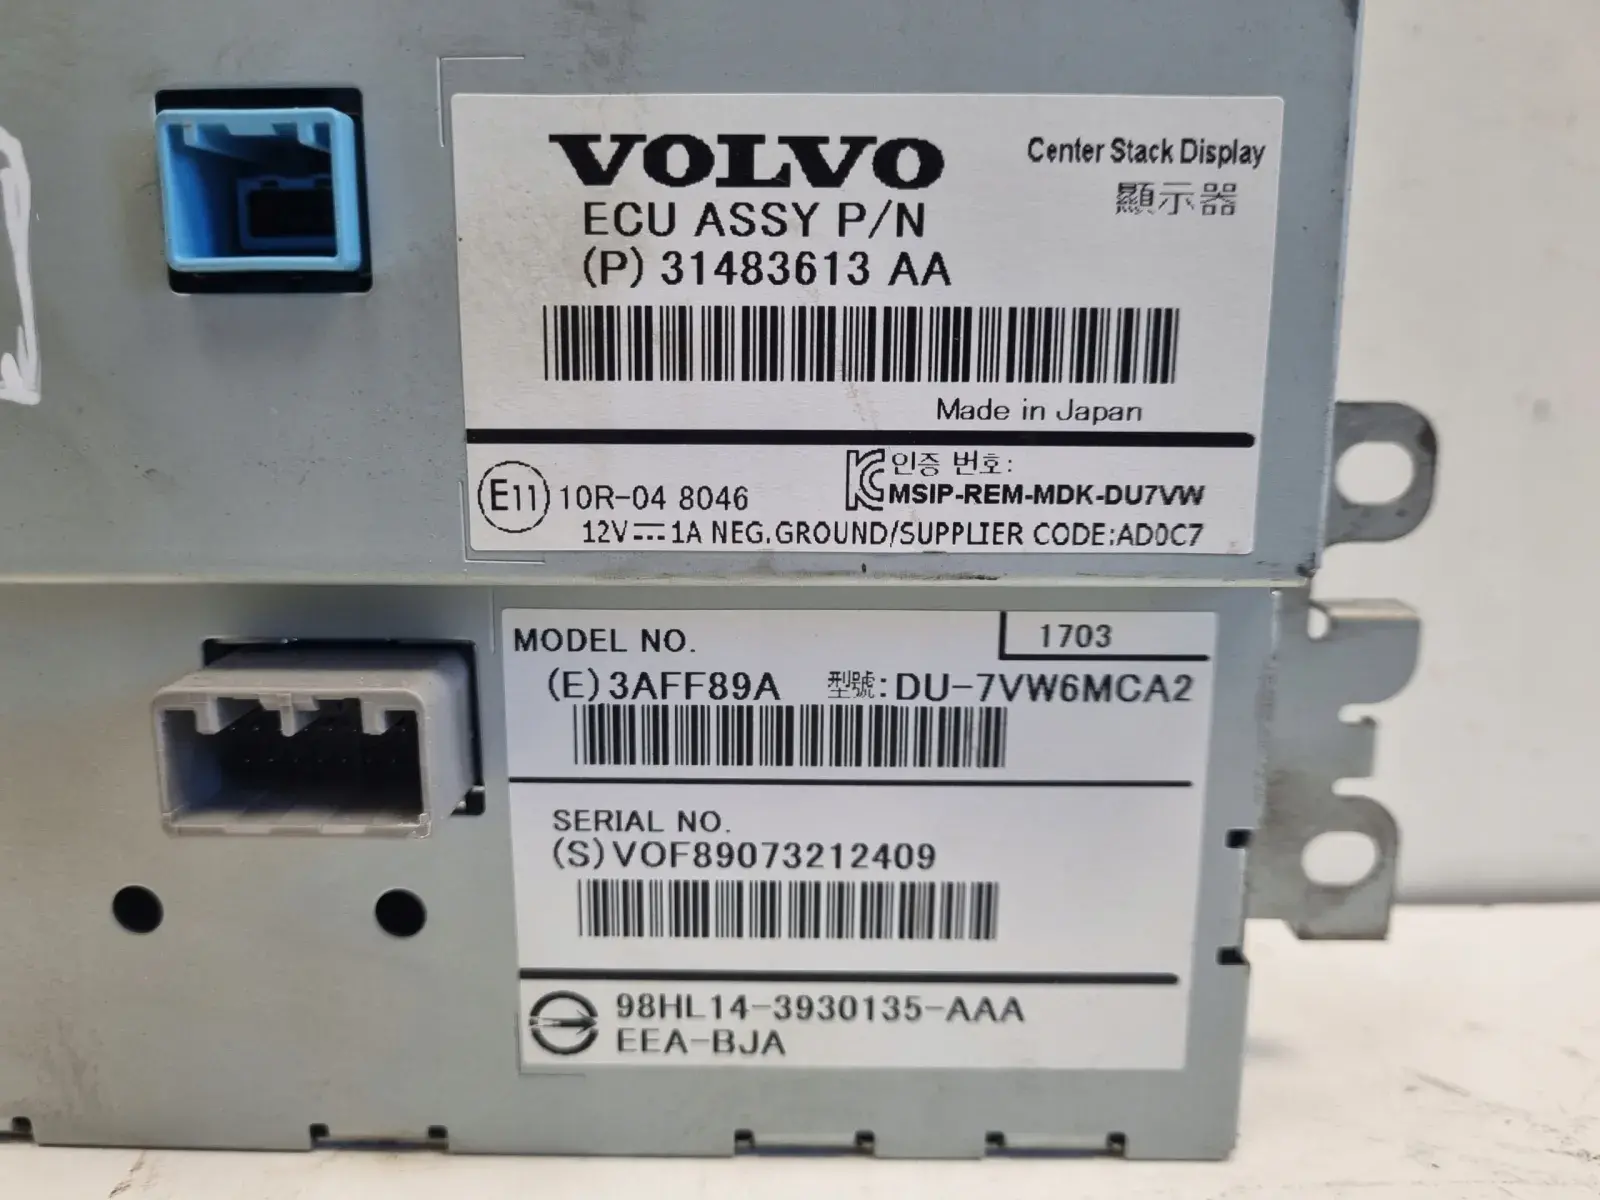 VOLVO
Center Stack Display
顯示器
ECU ASSY P/N
(P) 31483613 AA
Made in Japan
E11 10R-04 8046
인증 번호:
MSIP-REM-MDK-DU7VW
12V⎓1A NEG.GROUND/SUPPLIER CODE:AD0C7
MODEL NO.
1703
(E) 3AFF89A 型號:DU-7VW6MCA2
SERIAL NO.
(S) VOF89073212409
98HL14-3930135-AAA
EEA-BJA